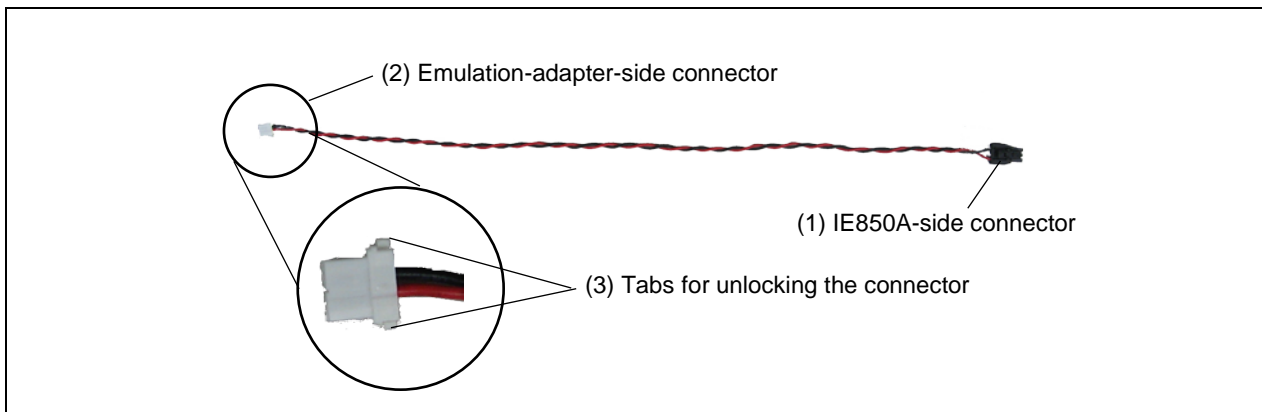 (2) Emulation-adapter-side connector
(1) IE850A-side connector
(3) Tabs for unlocking the connector